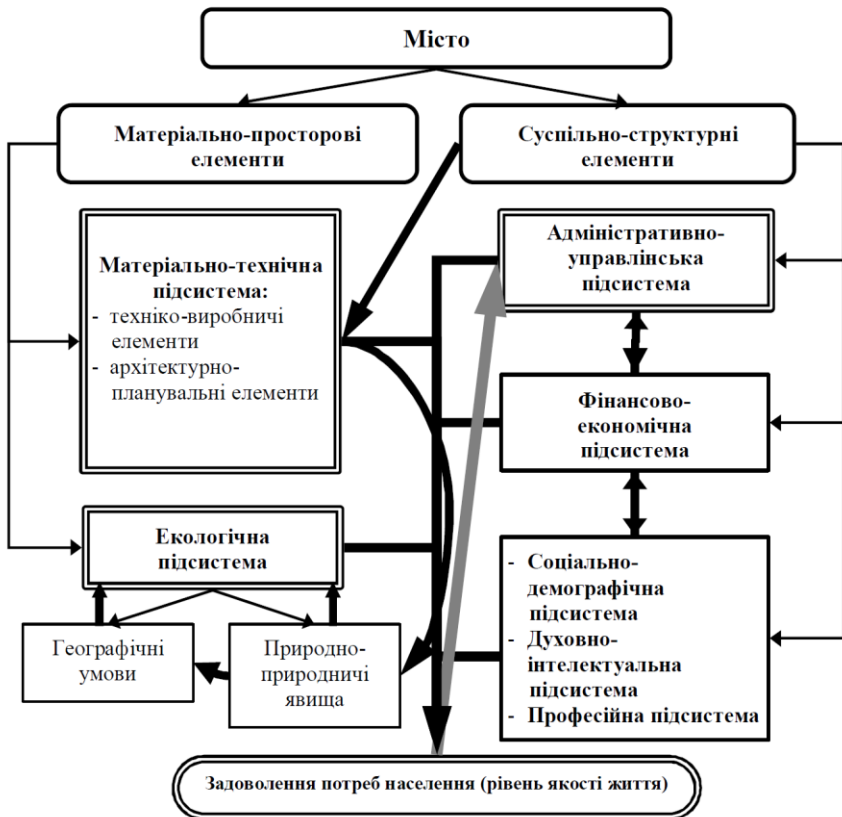 Місто
Матеріально-просторові
елементи
Суспільно-структурні
елементи
Матеріально-технічна
підсистема:
- техніко-виробничі
елементи
- архітектурно-
планувальні елементи
Адміністративно-
управлінська
підсистема
Фінансово-
економічна
підсистема
Екологічна
підсистема
- Соціально-
демографічна
підсистема
- Духовно-
інтелектуальна
підсистема
- Професійна підсистема
Географічні
умови
Природно-
природничі
явища
Задоволення потреб населення (рівень якості життя)